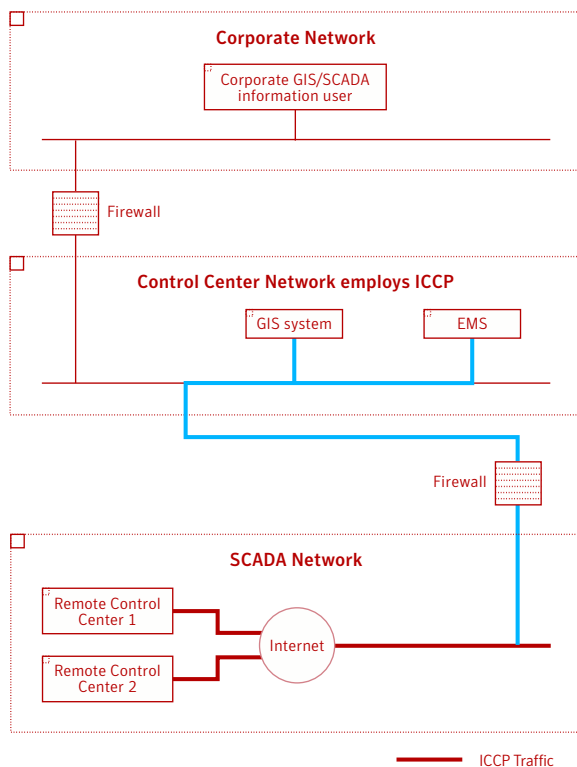 Corporate Network
Corporate GIS/SCADA
information user
Firewall
Control Center Network employs ICCP
GIS system
EMS
Firewall
SCADA Network
Remote Control
Center 1
Internet
Remote Control
Center 2
ICCP Traffic